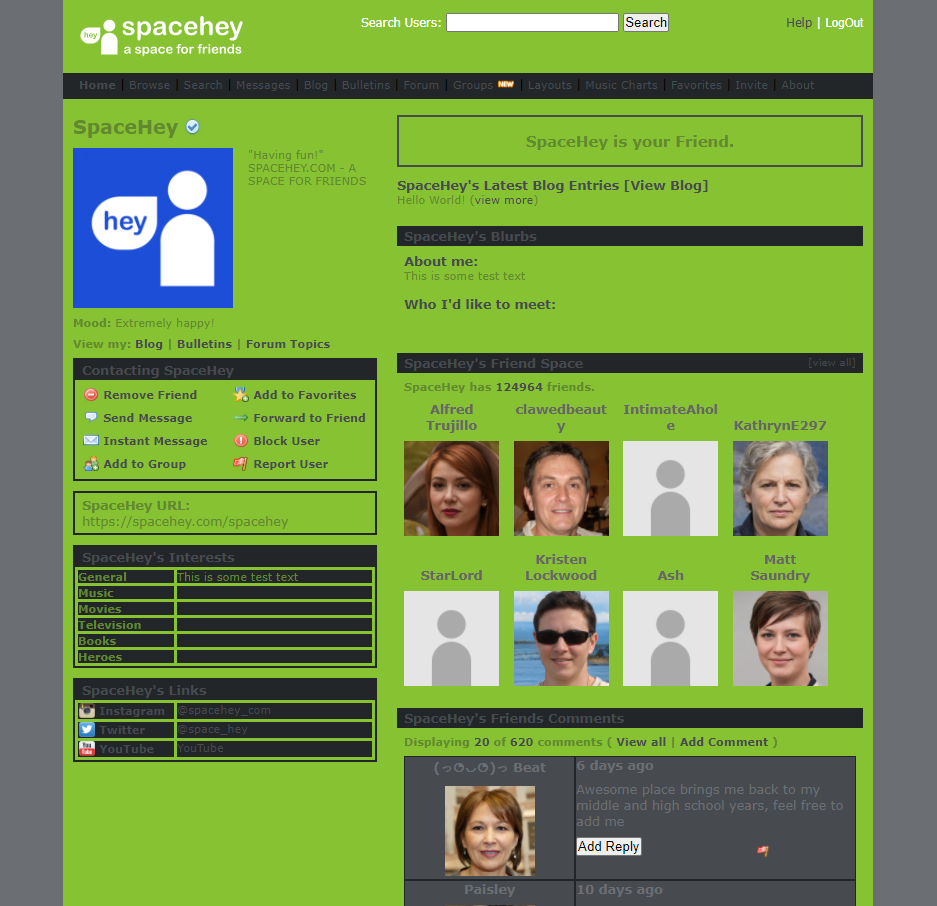 hey spacehey
a space for friends
Search Users: Search
Help | LogOut
Home | Browse | Search | Messages | Blog | Bulletins | Forum | Groups NEW | Layouts | Music Charts | Favorites | Invite | About
SpaceHey
hey
"Having fun!"
SPACEHEY.COM - A
SPACE FOR FRIENDS
Mood: Extremely happy!
View my: Blog | Bulletins | Forum Topics
Contacting SpaceHey
Remove Friend Add to Favorites
Send Message Forward to Friend
Instant Message Block User
Add to Group Report User
SpaceHey URL:
https://spacehey.com/spacehey
SpaceHey's Interests
General This is some test text
Music
Movies
Television
Books
Heroes
SpaceHey's Links
Instagram @spacehey_com
Twitter @space_hey
You Tube YouTube YouTube
SpaceHey is your Friend.
SpaceHey's Latest Blog Entries [View Blog]
Hello World! (view more)
SpaceHey's Blurbs
About me:
This is some test text
Who I'd like to meet:
SpaceHey's Friend Space [view all]
SpaceHey has 124964 friends.
Alfred
Trujillo
clawedbeaut
y
IntimateAhol
e
KathrynE297
StarLord
Kristen
Lockwood
Ash
Matt
Saundry
SpaceHey's Friends Comments
Displaying 20 of 620 comments ( View all | Add Comment )
(っ◔◡◔)っ Beat
6 days ago
Awesome place brings me back to my
middle and high school years, feel free to
add me
Add Reply
Paisley
10 days ago